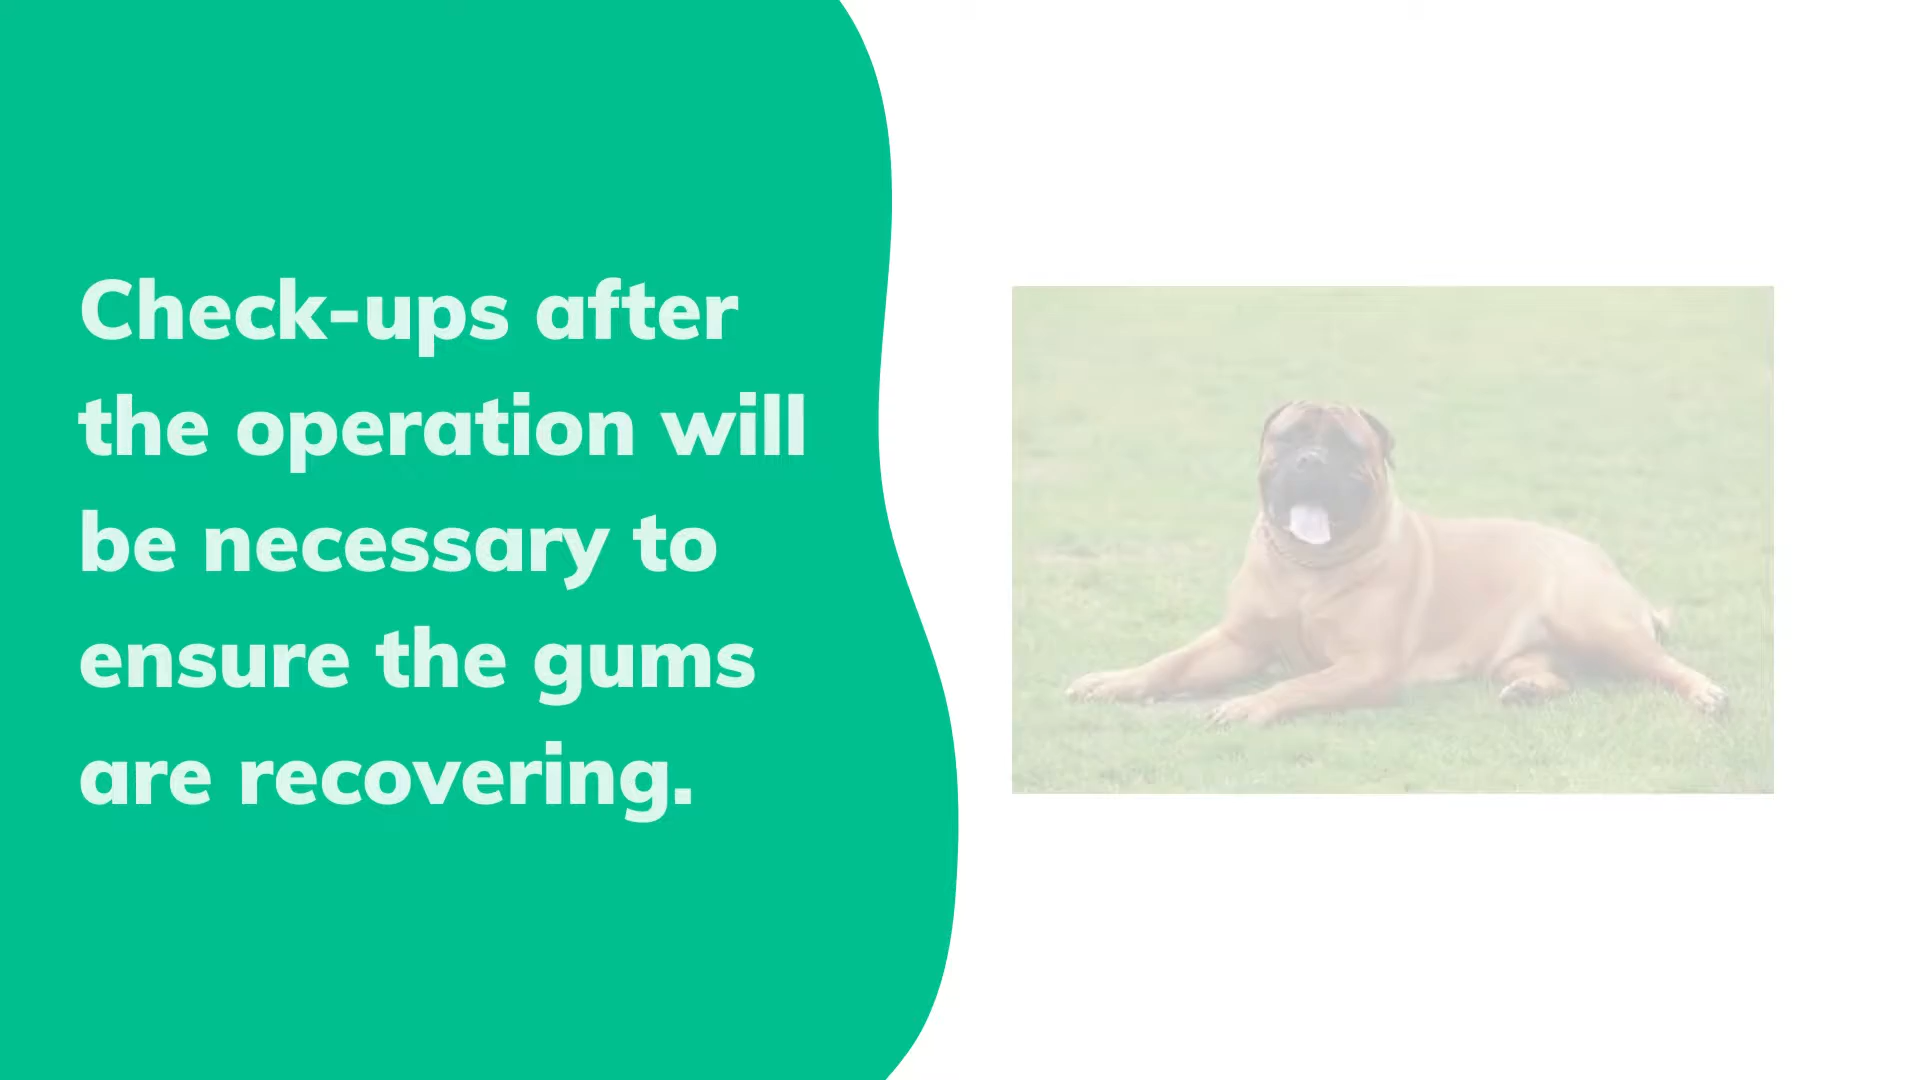 Check-ups after
the operation will
be necessary to
ensure the gums
are recovering.